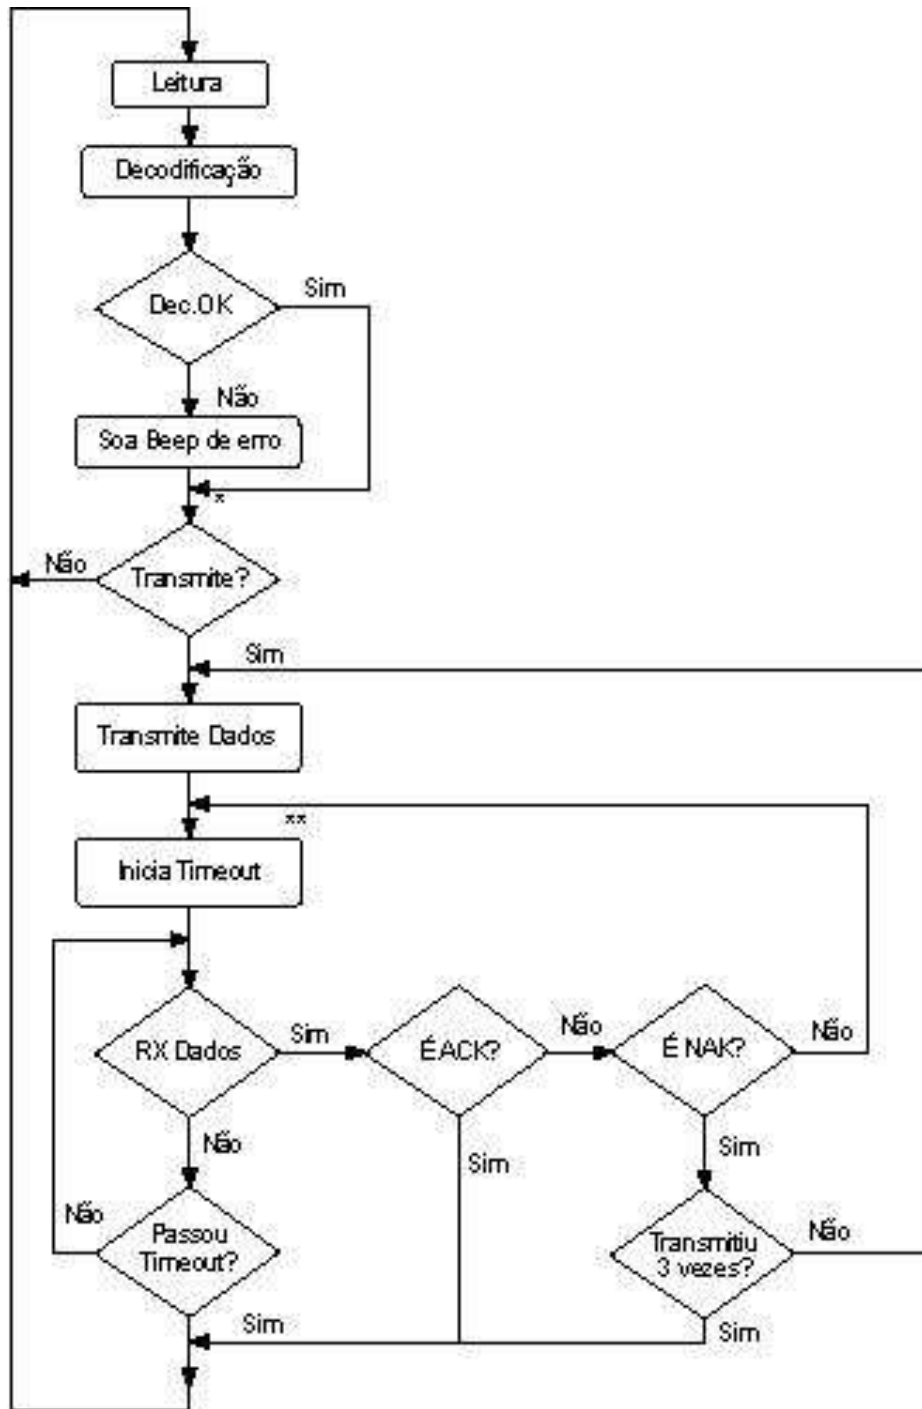 Leitura
Decodificação
Dec.OK
Sim
Não
Soa Beep de erro
*
Não
Transmite?
Sim
Transmite Dados
**
Inicia Timeout
RX Dados
Sim
É ACK?
Não
É NAK?
Não
Não
Sim
Sim
Não
Passou
Timeout?
Transmitiu
3 vezes?
Não
Sim
Sim